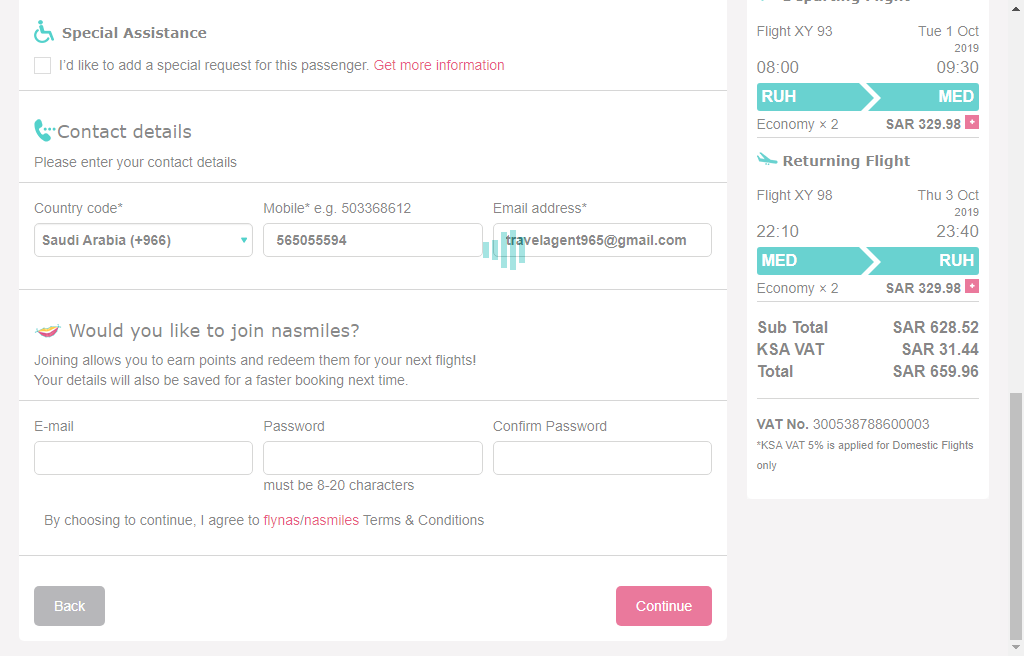 Special Assistance
I'd like to add a special request for this passenger. Get more information
Contact details
Please enter your contact details
Country code*
Mobile* e.g. 503368612
Email address*
Saudi Arabia (+966)
565055594
travelagent965@gmail.com
Would you like to join nasmiles?
Joining allows you to earn points and redeem them for your next flights!
Your details will also be saved for a faster booking next time.
E-mail
Password
Confirm Password
must be 8-20 characters
By choosing to continue, I agree to flynas/nasmiles Terms & Conditions
Back
Continue
Departing Flight
Flight XY 93
Tue 1 Oct
2019
08:00
09:30
RUH
MED
Economy × 2
SAR 329.98 +
Returning Flight
Flight XY 98
Thu 3 Oct
2019
22:10
23:40
MED
RUH
Economy × 2
SAR 329.98 +
Sub Total SAR 628.52
KSA VAT SAR 31.44
Total SAR 659.96
VAT No. 300538788600003
*KSA VAT 5% is applied for Domestic Flights
only